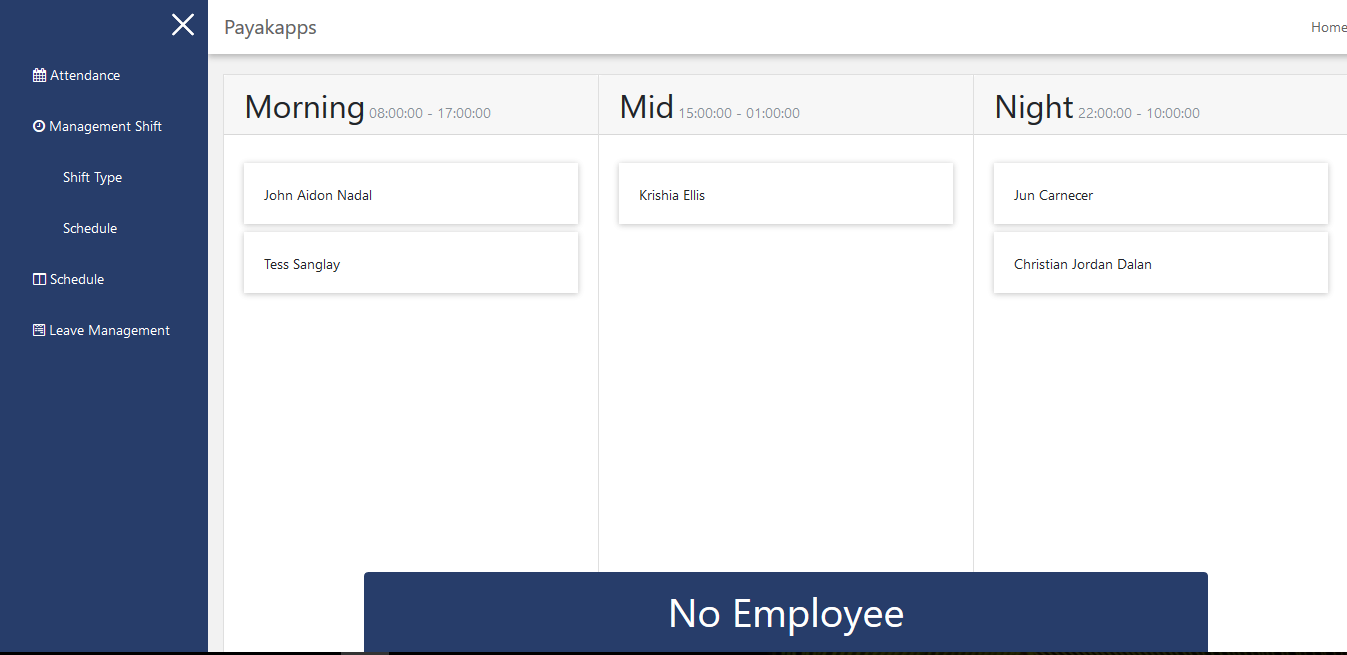 Payakapps
Home
Attendance
Management Shift
Shift Type
Schedule
Schedule
Leave Management
Morning 08:00:00 - 17:00:00
John Aidon Nadal
Tess Sanglay
Mid 15:00:00 - 01:00:00
Krishia Ellis
Night 22:00:00 - 10:00:00
Jun Carnecer
Christian Jordan Dalan
No Employee